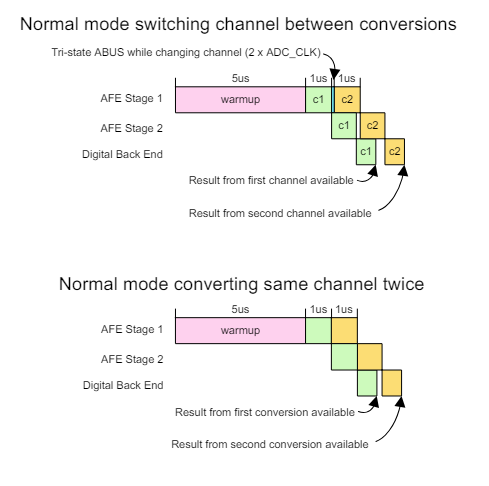 Normal mode switching channel between conversions
Tri-state ABUS while changing channel (2 x ADC_CLK)
5us 1us 1us
AFE Stage 1 warmup c1 c2
AFE Stage 2 c1 c2
Digital Back End c1 c2
Result from first channel available
Result from second channel available
Normal mode converting same channel twice
5us 1us 1us
AFE Stage 1 warmup
AFE Stage 2
Digital Back End
Result from first conversion available
Result from second conversion available